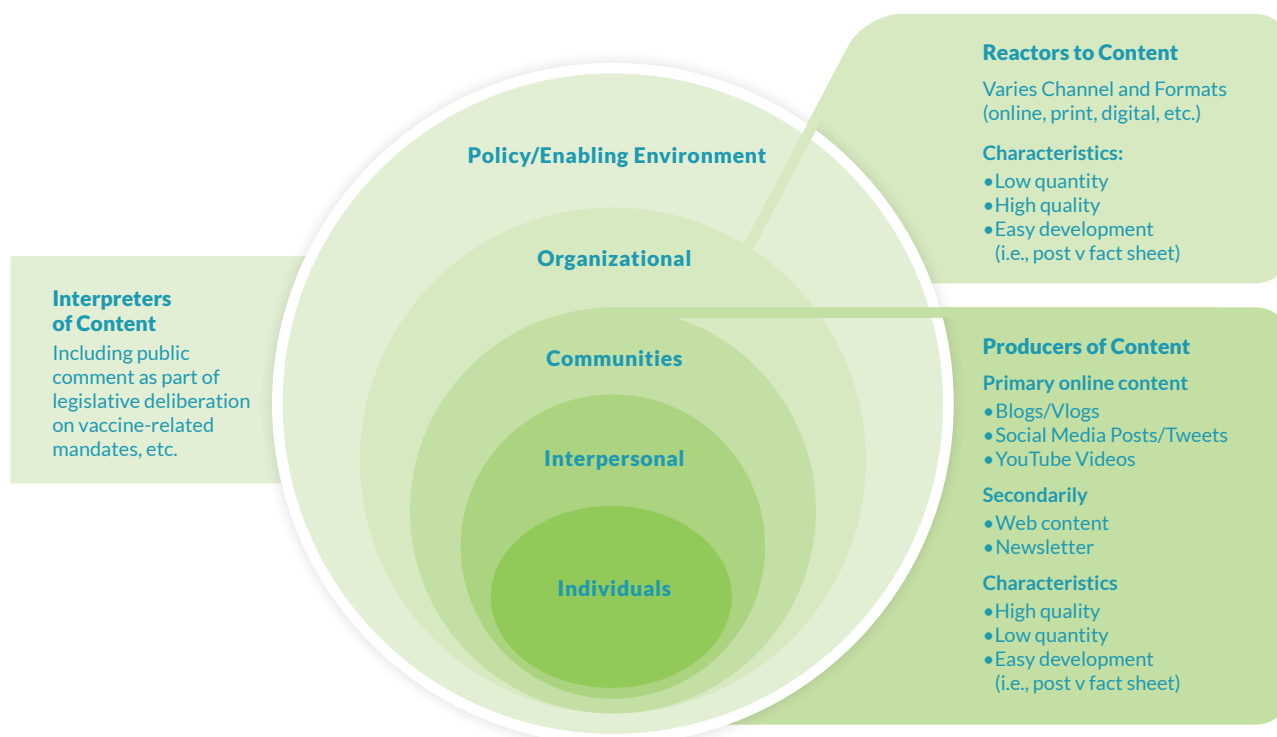 Policy/Enabling Environment
Organizational
Communities
Interpersonal
Individuals
Interpreters
of Content
Including public
comment as part of
legislative deliberation
on vaccine-related
mandates, etc.
Reactors to Content
Varies Channel and Formats
(online, print, digital, etc.)
Characteristics:
•Low quantity
•High quality
•Easy development
(i.e., post v fact sheet)
Producers of Content
Primary online content
•Blogs/Vlogs
•Social Media Posts/Tweets
•YouTube Videos
Secondarily
•Web content
•Newsletter
Characteristics
•High quality
•Low quantity
•Easy development
(i.e., post v fact sheet)